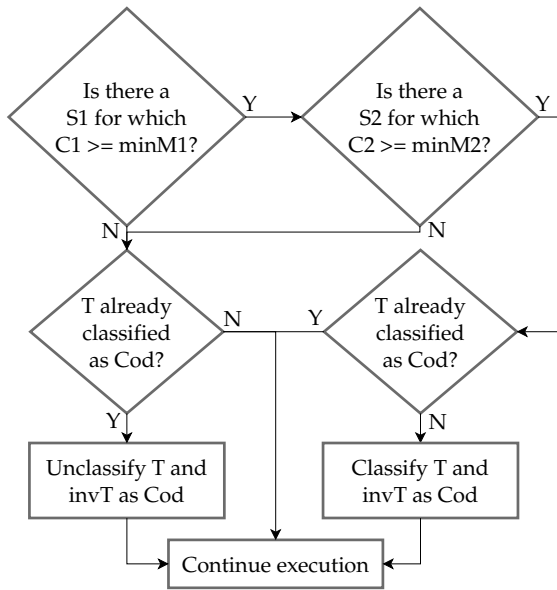 Is there a
S1 for which
C1 >= minM1?
Y
Is there a
S2 for which
C2 >= minM2?
N
N
T already
classified
as Cod?
N
Y
T already
classified
as Cod?
Y
N
Unclassify T and
invT as Cod
Classify T and
invT as Cod
Continue execution